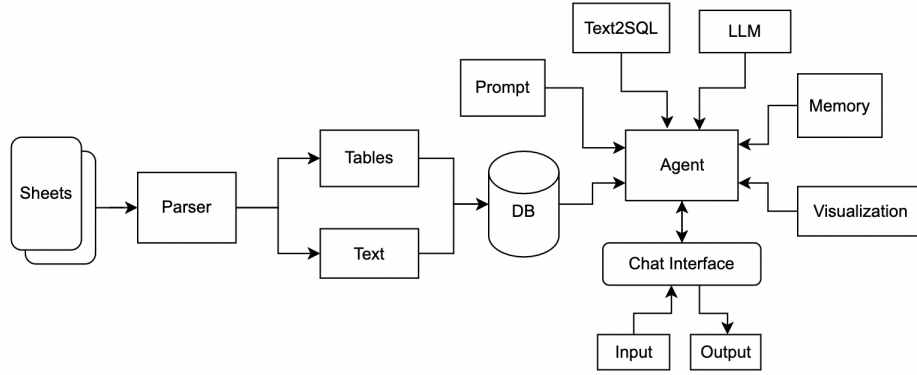 Text2SQL
LLM
Prompt
Memory
Sheets
Parser
Tables
Text
DB
Agent
Visualization
Chat Interface
Input
Output